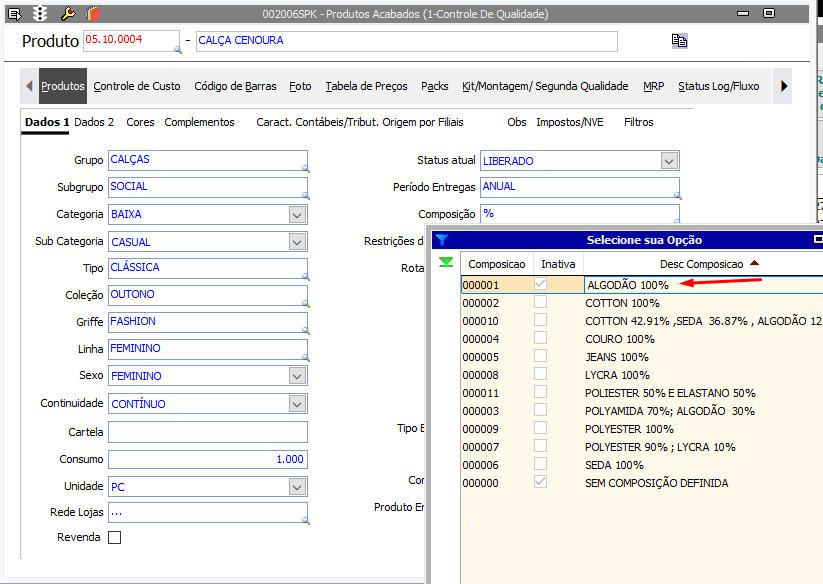 002006SPK - Produtos Acabados (1-Controle De Qualidade)
Produto 05.10.0004 - CALÇA CENOURA
Produtos Controle de Custo Código de Barras Foto Tabela de Preços Packs Kit/Montagem/ Segunda Qualidade MRP Status Log/Fluxo
Dados 1 Dados 2 Cores Complementos Caract. Contábeis/Tribut. Origem por Filiais Obs Impostos/NVE Filtros
Grupo CALÇAS Status atual LIBERADO
Subgrupo SOCIAL Período Entregas ANUAL
Categoria BAIXA Composição %
Sub Categoria CASUAL Restrições d
Tipo CLÁSSICA Rota
Coleção OUTONO
Griffe FASHION
Linha FEMININO
Sexo FEMININO
Continuidade CONTÍNUO
Cartela Tipo E
Consumo 1.000
Unidade PC Cor
Rede Lojas ... Produto En
Revenda
Selecione sua Opção
Composicao Inativa Desc Composicao
000001 ALGODÃO 100%
000002 COTTON 100%
000010 COTTON 42.91% ,SEDA 36.87% , ALGODÃO 12
000004 COURO 100%
000005 JEANS 100%
000008 LYCRA 100%
000011 POLIESTER 50% E ELASTANO 50%
000003 POLYAMIDA 70%; ALGODÃO 30%
000009 POLYESTER 100%
000007 POLYESTER 90% ; LYCRA 10%
000006 SEDA 100%
000000 SEM COMPOSIÇÃO DEFINIDA